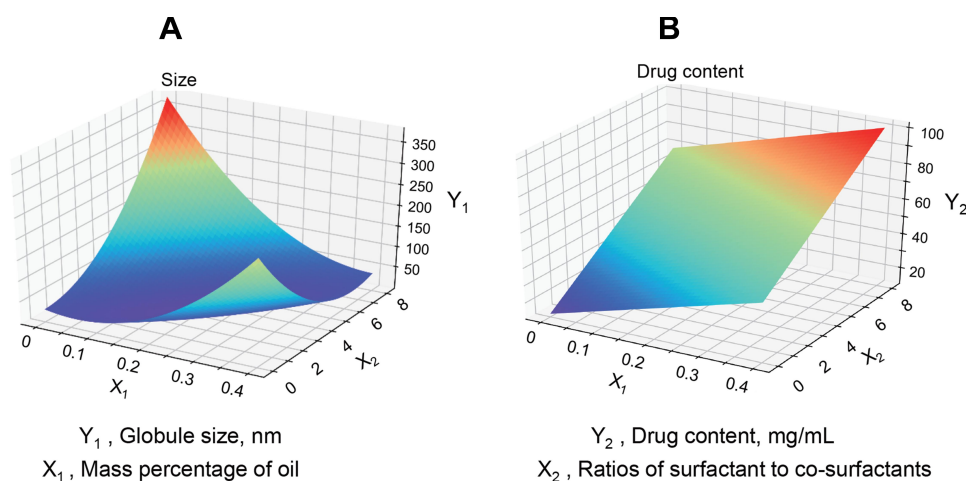 A
B
Size
Drug content
350
300
250
200
150
100
50
Y1
0
0.1
0.2
0.3
0.4
X1
0
2
4
6
8
X2
100
80
60
40
20
Y2
0
0.1
0.2
0.3
0.4
X1
0
2
4
6
8
X2
Y1 , Globule size, nm
X1 , Mass percentage of oil
Y2 , Drug content, mg/mL
X2 , Ratios of surfactant to co-surfactants